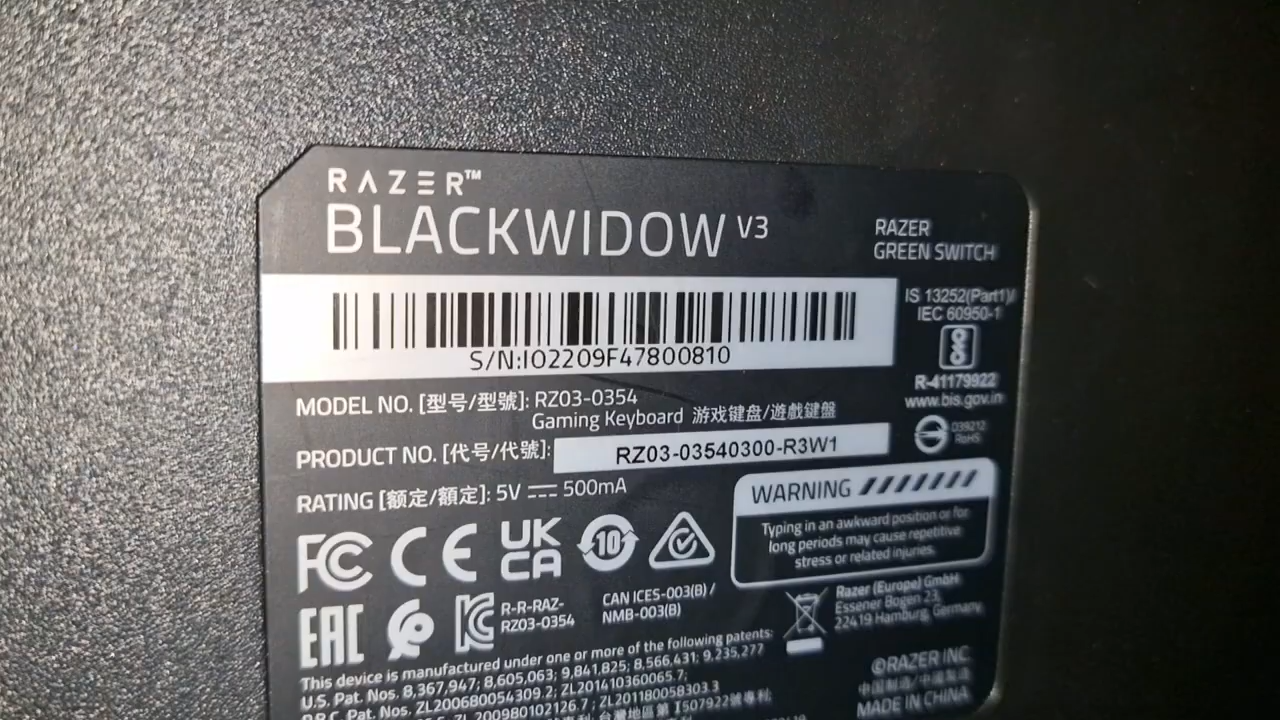 RAZER™
BLACKWIDOW V3
RAZER
GREEN SWITCH
S/N:IO2209F47800810
IS 13252(Part1)/
IEC 60950-1
R-41179922
www.bis.gov.in
MODEL NO. [型号/型號]: RZ03-0354
Gaming Keyboard 游戏键盘/遊戲鍵盤
PRODUCT NO. [代号/代號]: RZ03-03540300-R3W1
D39212
RoHS
RATING [额定/額定]: 5V 500mA
WARNING
Typing in an awkward position or for
long periods may cause repetitive
stress or related injuries.
FC CE UK
CA 10
EAC
R-R-RAZ-
RZ03-0354
CAN ICES-003(B) /
NMB-003(B)
Razer (Europe) GmbH
Essener Bogen 23,
22419 Hamburg, Germany
This device is manufactured under one or more of the following patents:
U.S. Pat. Nos. 8,367,947; 8,605,063; 9,841,825; 8,566,431; 9,235,277
P.R.C. Pat. Nos. ZL200680054309.2; ZL201410360065.7;
ZL200980102126.7; ZL201180058303.3
台灣地區第 I507922號專利;
©RAZER INC.
中国制造/中國製造
MADE IN CHINA